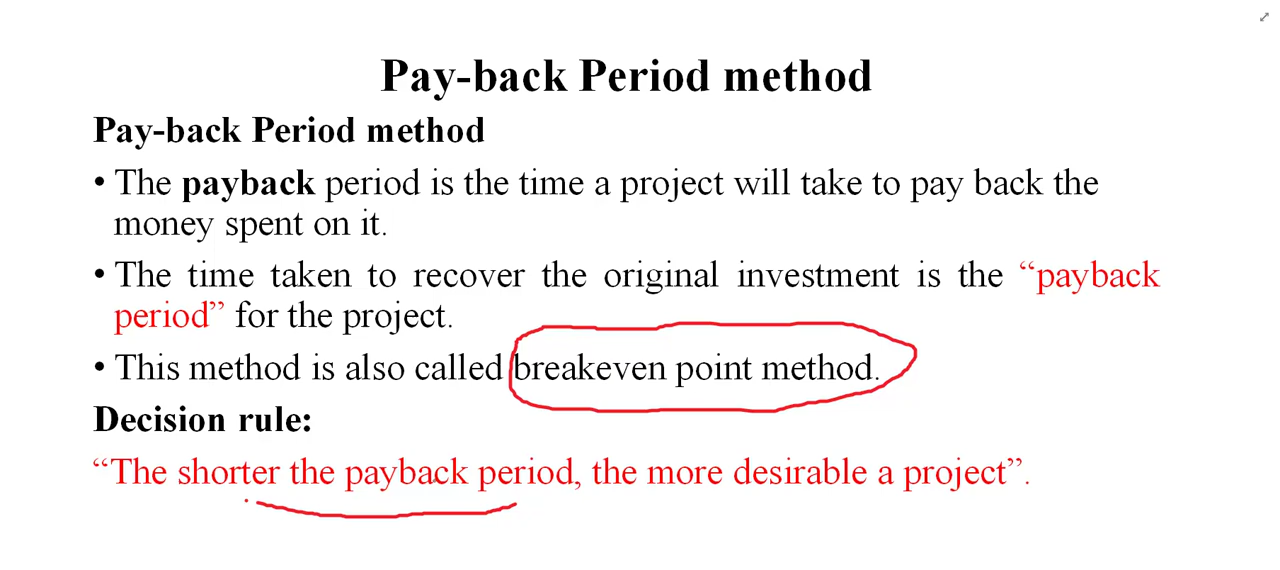 Pay-back Period method
Pay-back Period method
• The payback period is the time a project will take to pay back the
money spent on it.
• The time taken to recover the original investment is the “payback
period” for the project.
• This method is also called breakeven point method.
Decision rule:
“The shorter the payback period, the more desirable a project”.